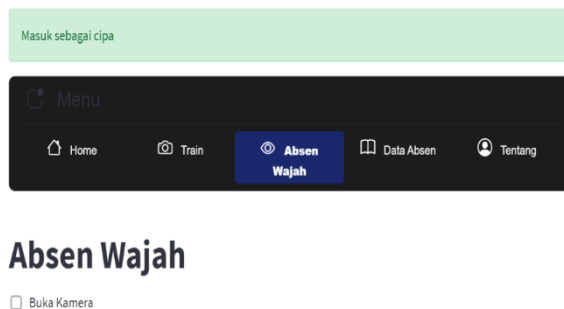 Masuk sebagai cipa
Menu
Home
Train
Absen
Wajah
Data Absen
Tentang
Absen Wajah
Buka Kamera